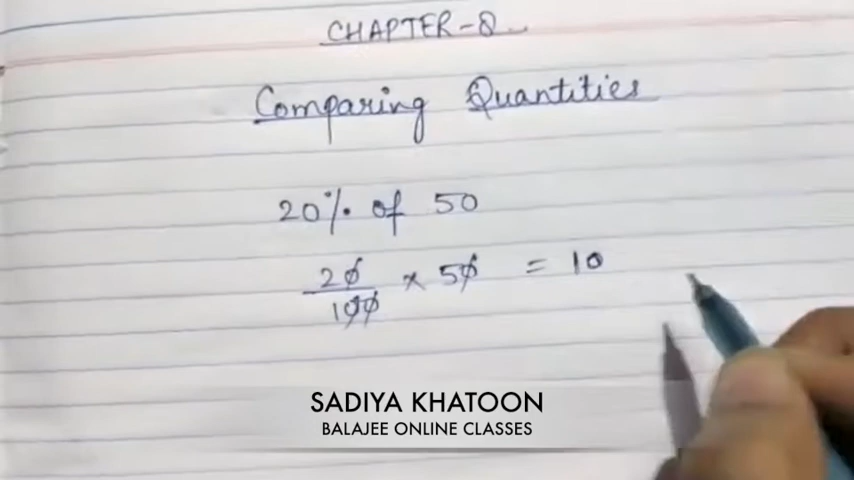 CHAPTER-8
Comparing Quantities
20% of 50
20/100 × 50 = 10
SADIYA KHATOON
BALAJEE ONLINE CLASSES